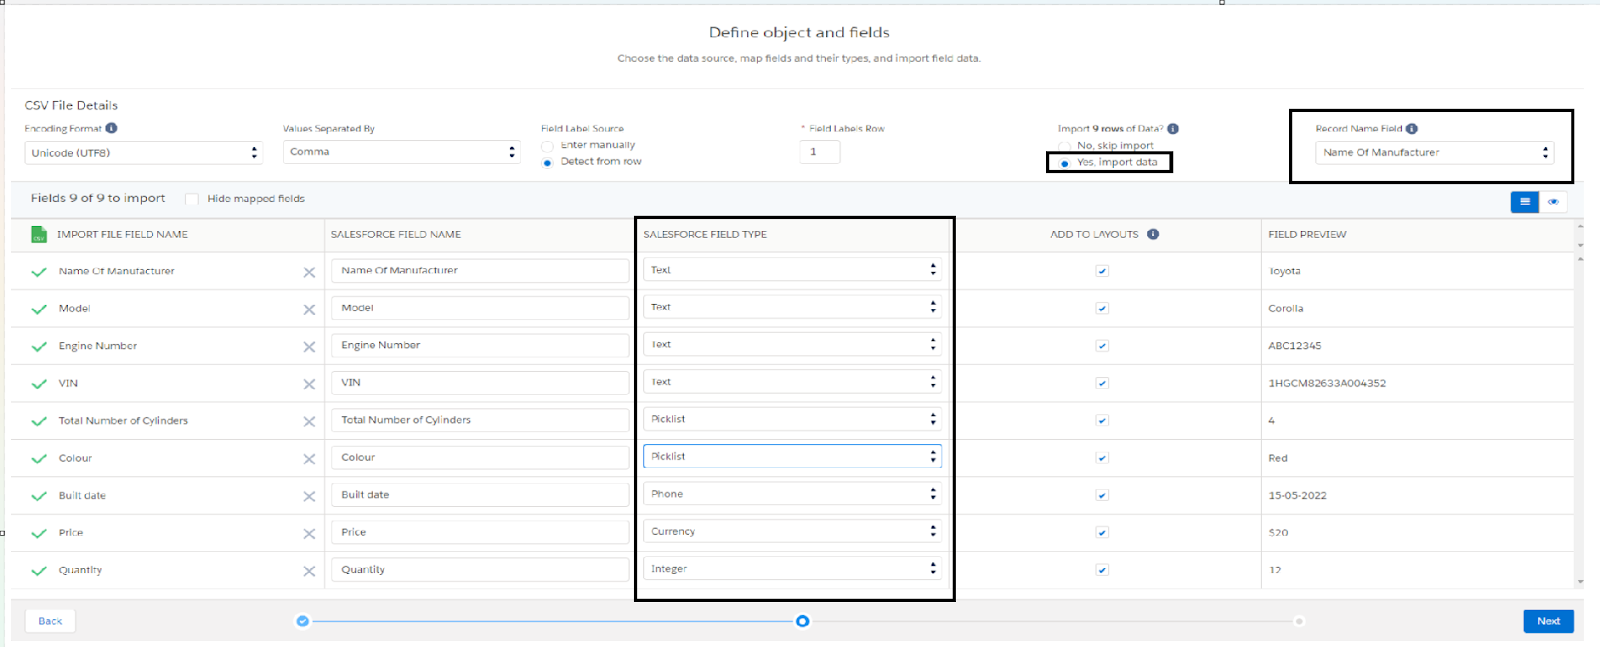 Define object and fields
Choose the data source, map fields and their types, and import field data.
CSV File Details
Encoding Format
Values Separated By
Field Label Source
* Field Labels Row
Import 9 rows of Data?
Record Name Field
Unicode (UTF8)
Comma
Enter manually
Detect from row
1
No, skip import
Yes, import data
Name Of Manufacturer
Fields 9 of 9 to import
Hide mapped fields
CSV IMPORT FILE FIELD NAME SALESFORCE FIELD NAME SALESFORCE FIELD TYPE ADD TO LAYOUTS FIELD PREVIEW
Name Of Manufacturer Name Of Manufacturer Text Toyota
Model Model Text Corolla
Engine Number Engine Number Text ABC12345
VIN VIN Text 1HGCM82633A004352
Total Number of Cylinders Total Number of Cylinders Picklist 4
Colour Colour Picklist Red
Built date Built date Phone 15-05-2022
Price Price Currency $20
Quantity Quantity Integer 12
Back
Next